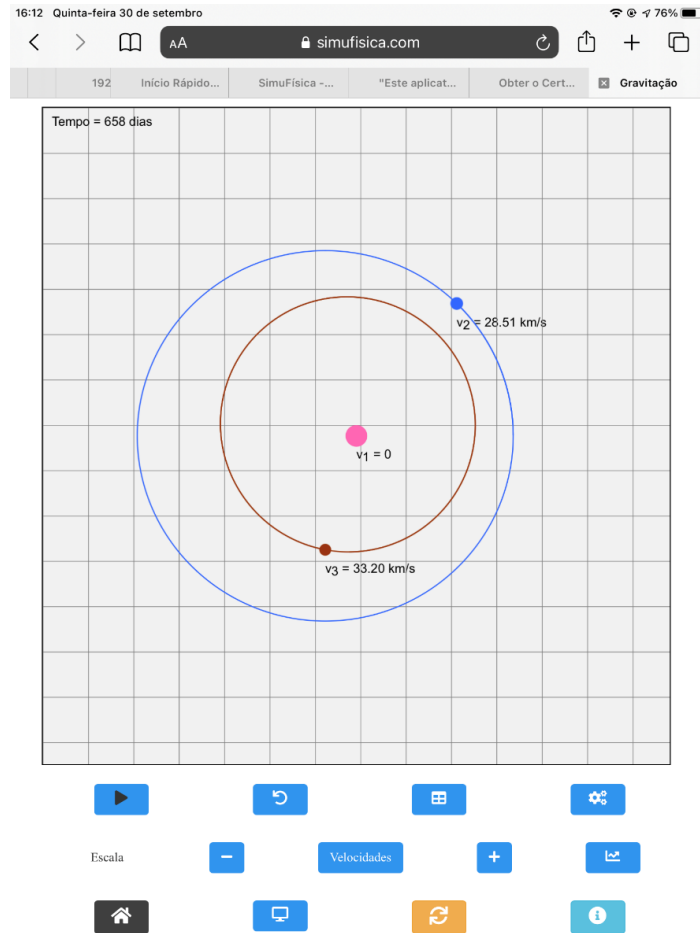 16:12 Quinta-feira 30 de setembro 76%
AA simufisica.com
192 Início Rápido... SimuFísica -... "Este aplicat... Obter o Cert... Gravitação
Tempo = 658 dias
v2 = 28.51 km/s
v1 = 0
v3 = 33.20 km/s
Escala − Velocidades +